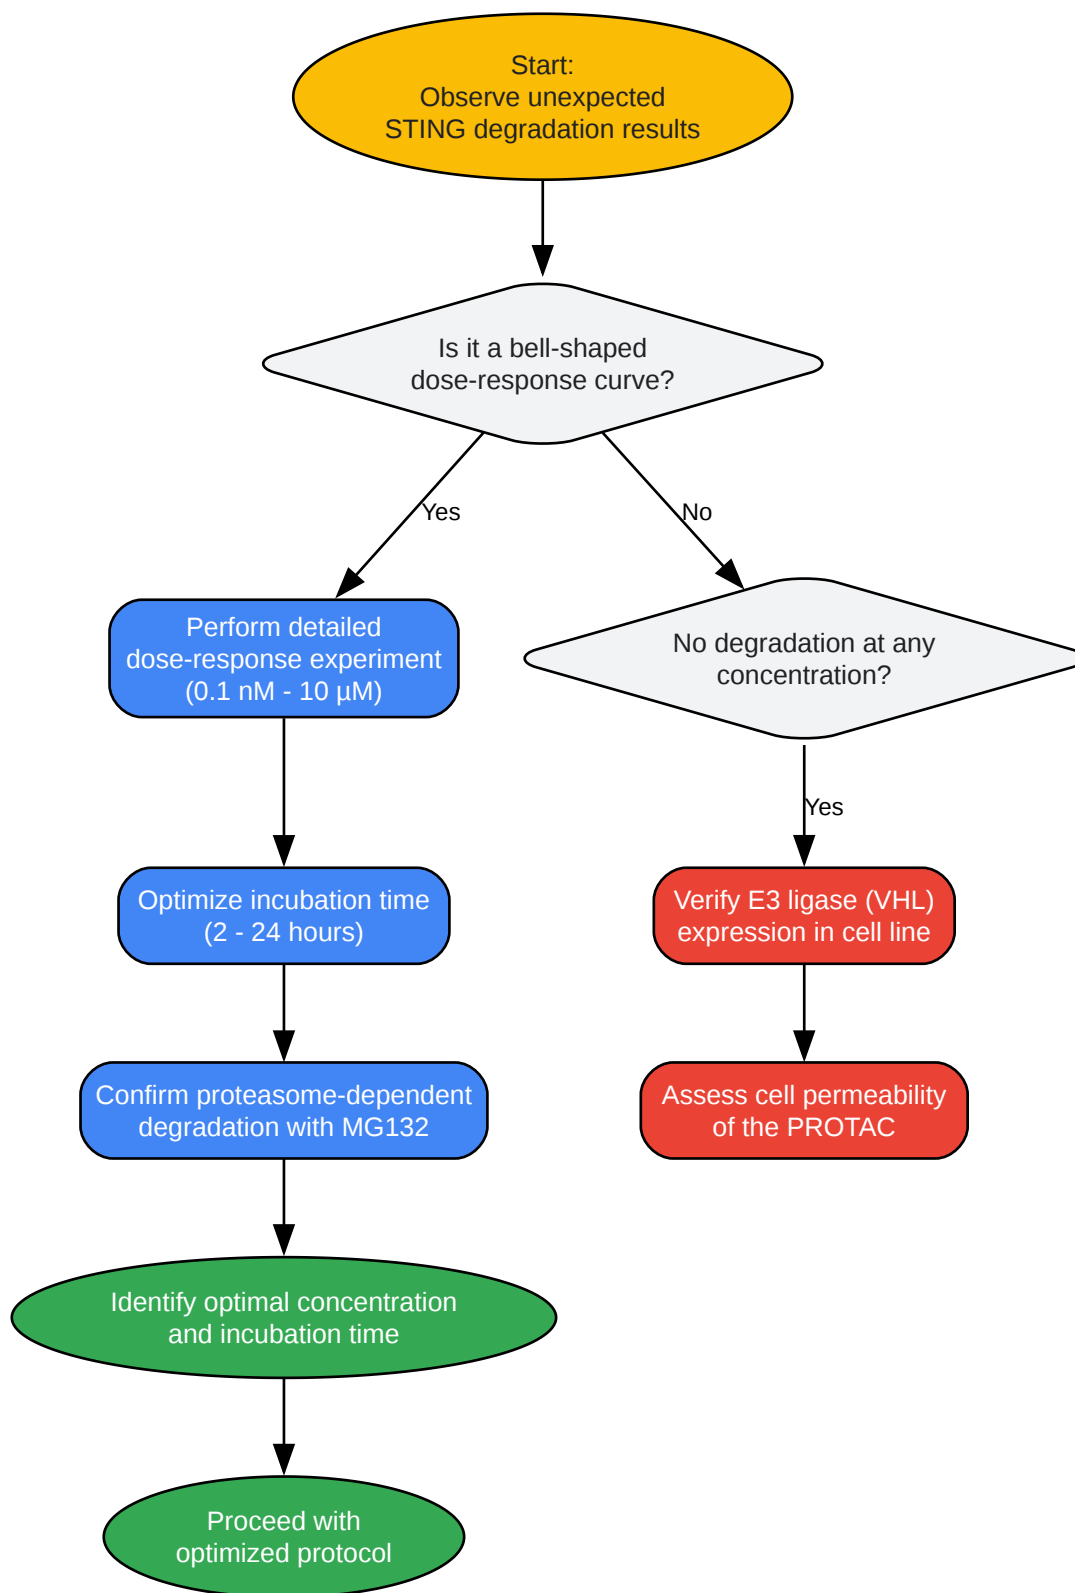 Start:
Observe unexpected
STING degradation results
Is it a bell-shaped
dose-response curve?
Yes
No
Perform detailed
dose-response experiment
(0.1 nM - 10 µM)
No degradation at any
concentration?
Yes
Optimize incubation time
(2 - 24 hours)
Verify E3 ligase (VHL)
expression in cell line
Confirm proteasome-dependent
degradation with MG132
Assess cell permeability
of the PROTAC
Identify optimal concentration
and incubation time
Proceed with
optimized protocol